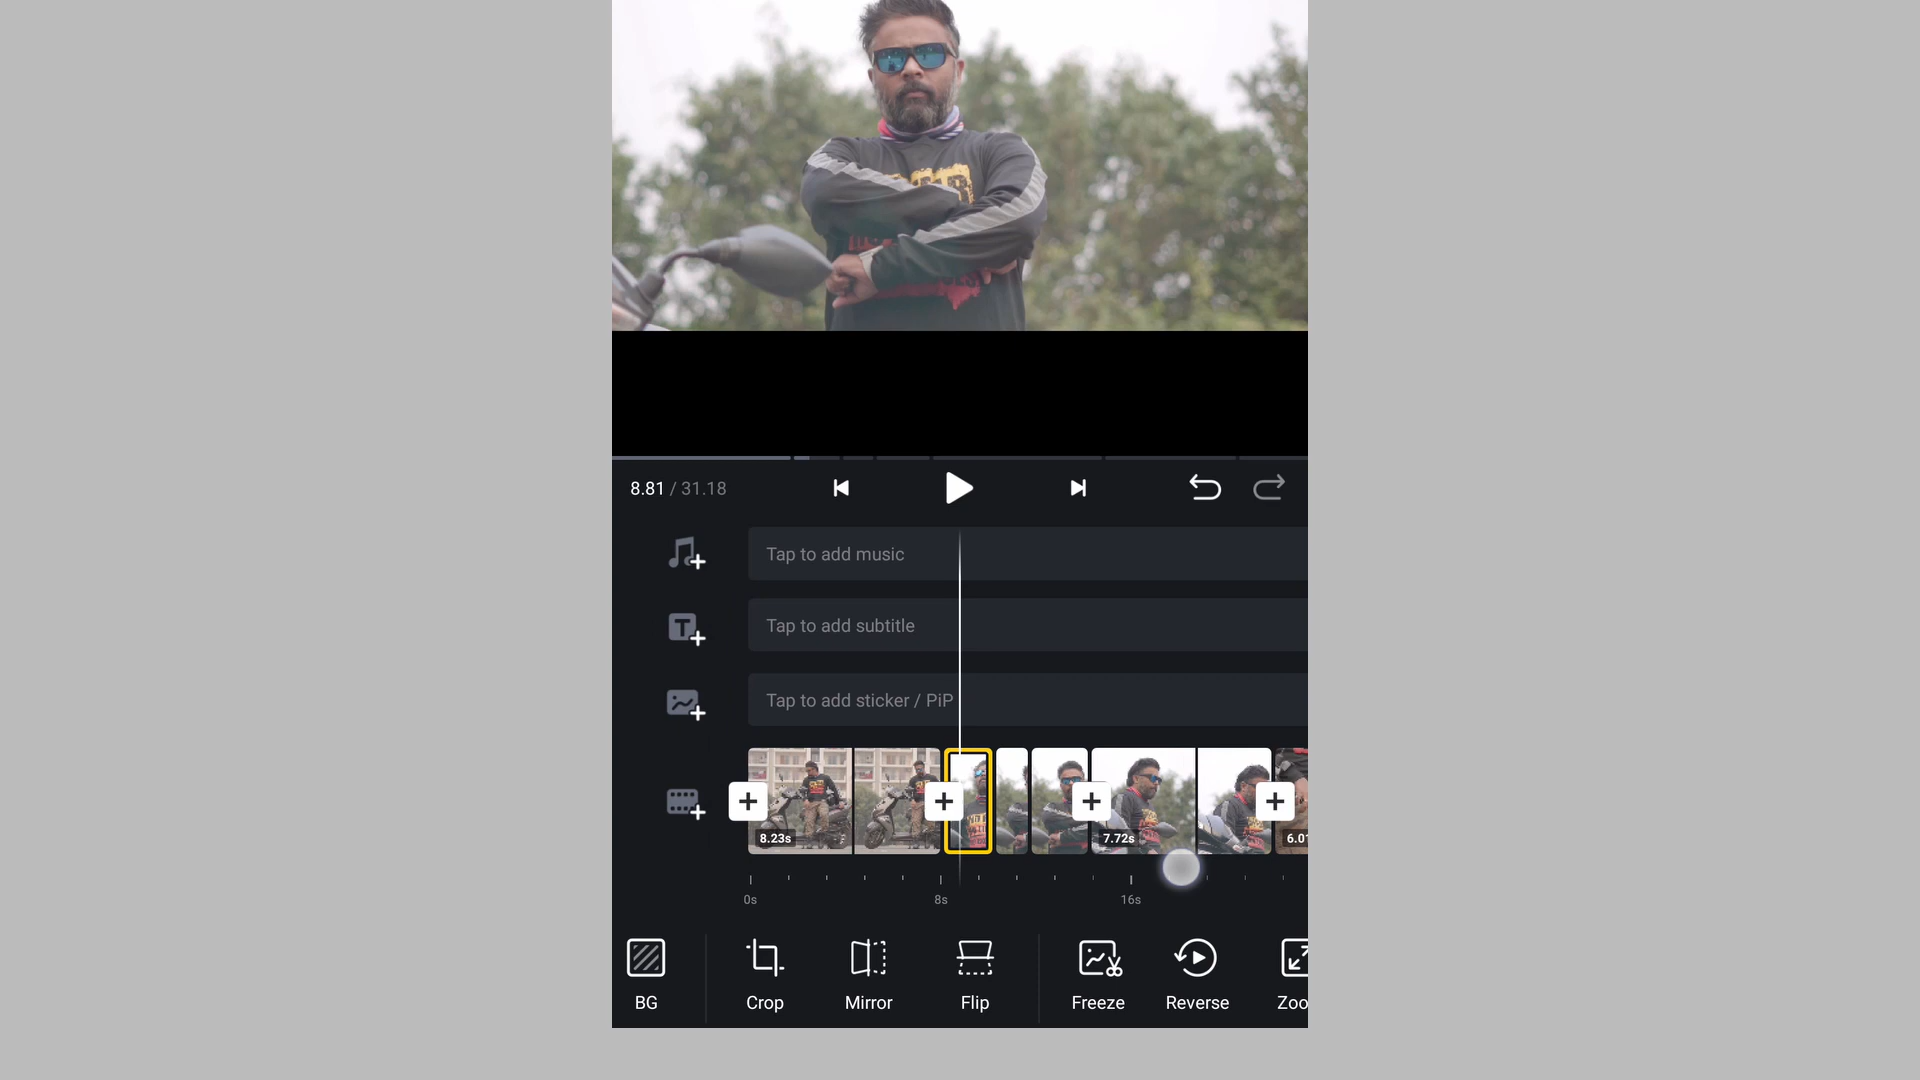 8.81 / 31.18
Tap to add music
Tap to add subtitle
Tap to add sticker / PiP
8.23s
7.72s
0s
8s
16s
BG
Crop
Mirror
Flip
Freeze
Reverse